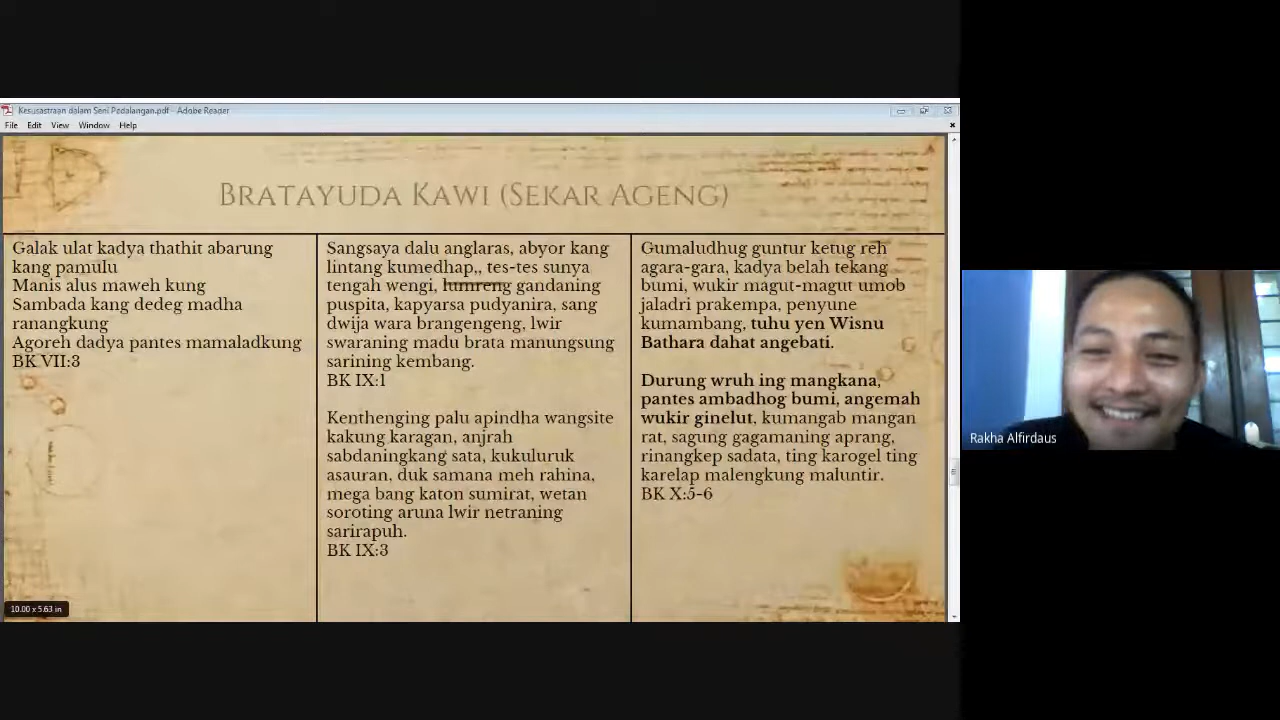 Kesusastraan dalam Seni Pedalangan.pdf - Adobe Reader
File Edit View Window Help
BRATAYUDA KAWI (SEKAR AGENG)
Galak ulat kadya thathit abarung
kang pamulu
Manis alus maweh kung
Sambada kang dedeg madha
ranangkung
Agoreh dadya pantes mamaladkung
BK VII:3
Sangsaya dalu anglaras, abyor kang
lintang kumedhap,, tes-tes sunya
tengah wengi, lumreng gandaning
puspita, kapyarsa pudyanira, sang
dwija wara brangengeng, lwir
swaraning madu brata manungsung
sarining kembang.
BK IX:1
Kenthenging palu apindha wangsite
kakung karagan, anjrah
sabdaningkang sata, kukuluruk
asauran, duk samana meh rahina,
mega bang katon sumirat, wetan
soroting aruna lwir netraning
sarirapuh.
BK IX:3
Gumaludhug guntur ketug reh
agara-gara, kadya belah tekang
bumi, wukir magut-magut umob
jaladri prakempa, penyune
kumambang, tuhu yen Wisnu
Bathara dahat angebati.
Durung wruh ing mangkana,
pantes ambadhog bumi, angemah
wukir ginelut, kumangab mangan
rat, sagung gagamaning aprang,
rinangkep sadata, ting karogel ting
karelap malengkung maluntir.
BK X:5-6
10.00 x 5.63 in
Rakha Alfirdaus